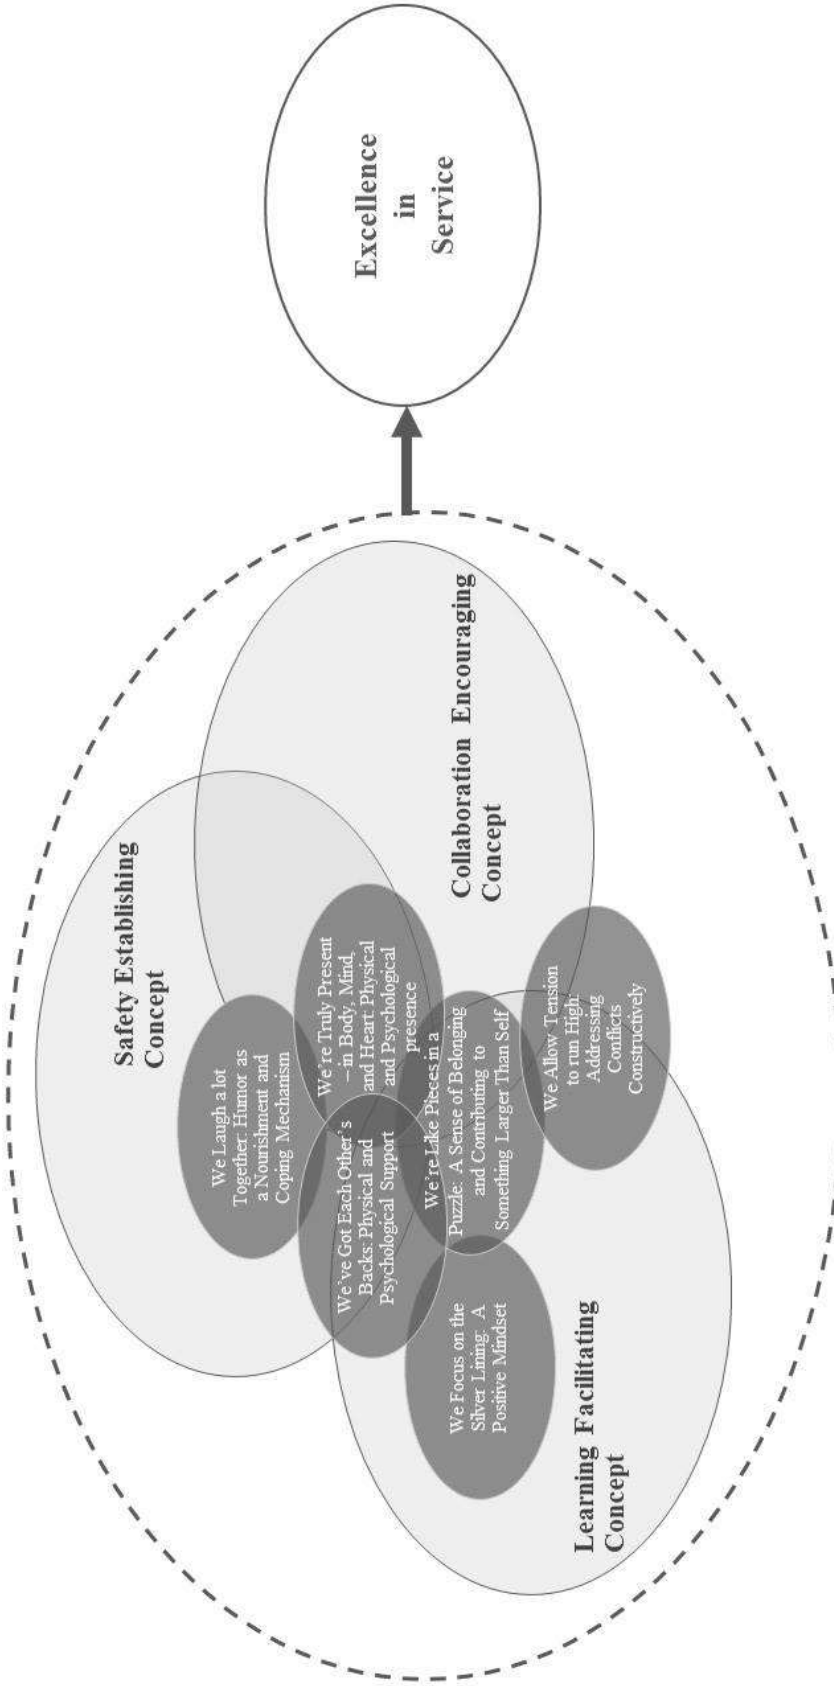 Safety Establishing
Concept
We Laugh a lot
Together: Humor as
a Nourishment and
Coping Mechanism
We're Truly Present
– in Body, Mind,
and Heart: Physical
and Psychological
presence
We've Got Each Other's
Backs: Physical and
Psychological Support
We're Like Pieces in a
Puzzle: A Sense of Belonging
and Contributing to
Something Larger Than Self
We Focus on the
Silver Lining: A
Positive Mindset
We Allow Tension
to run High:
Addressing
Conflicts
Constructively
Collaboration Encouraging
Concept
Learning Facilitating
Concept
Excellence
in
Service